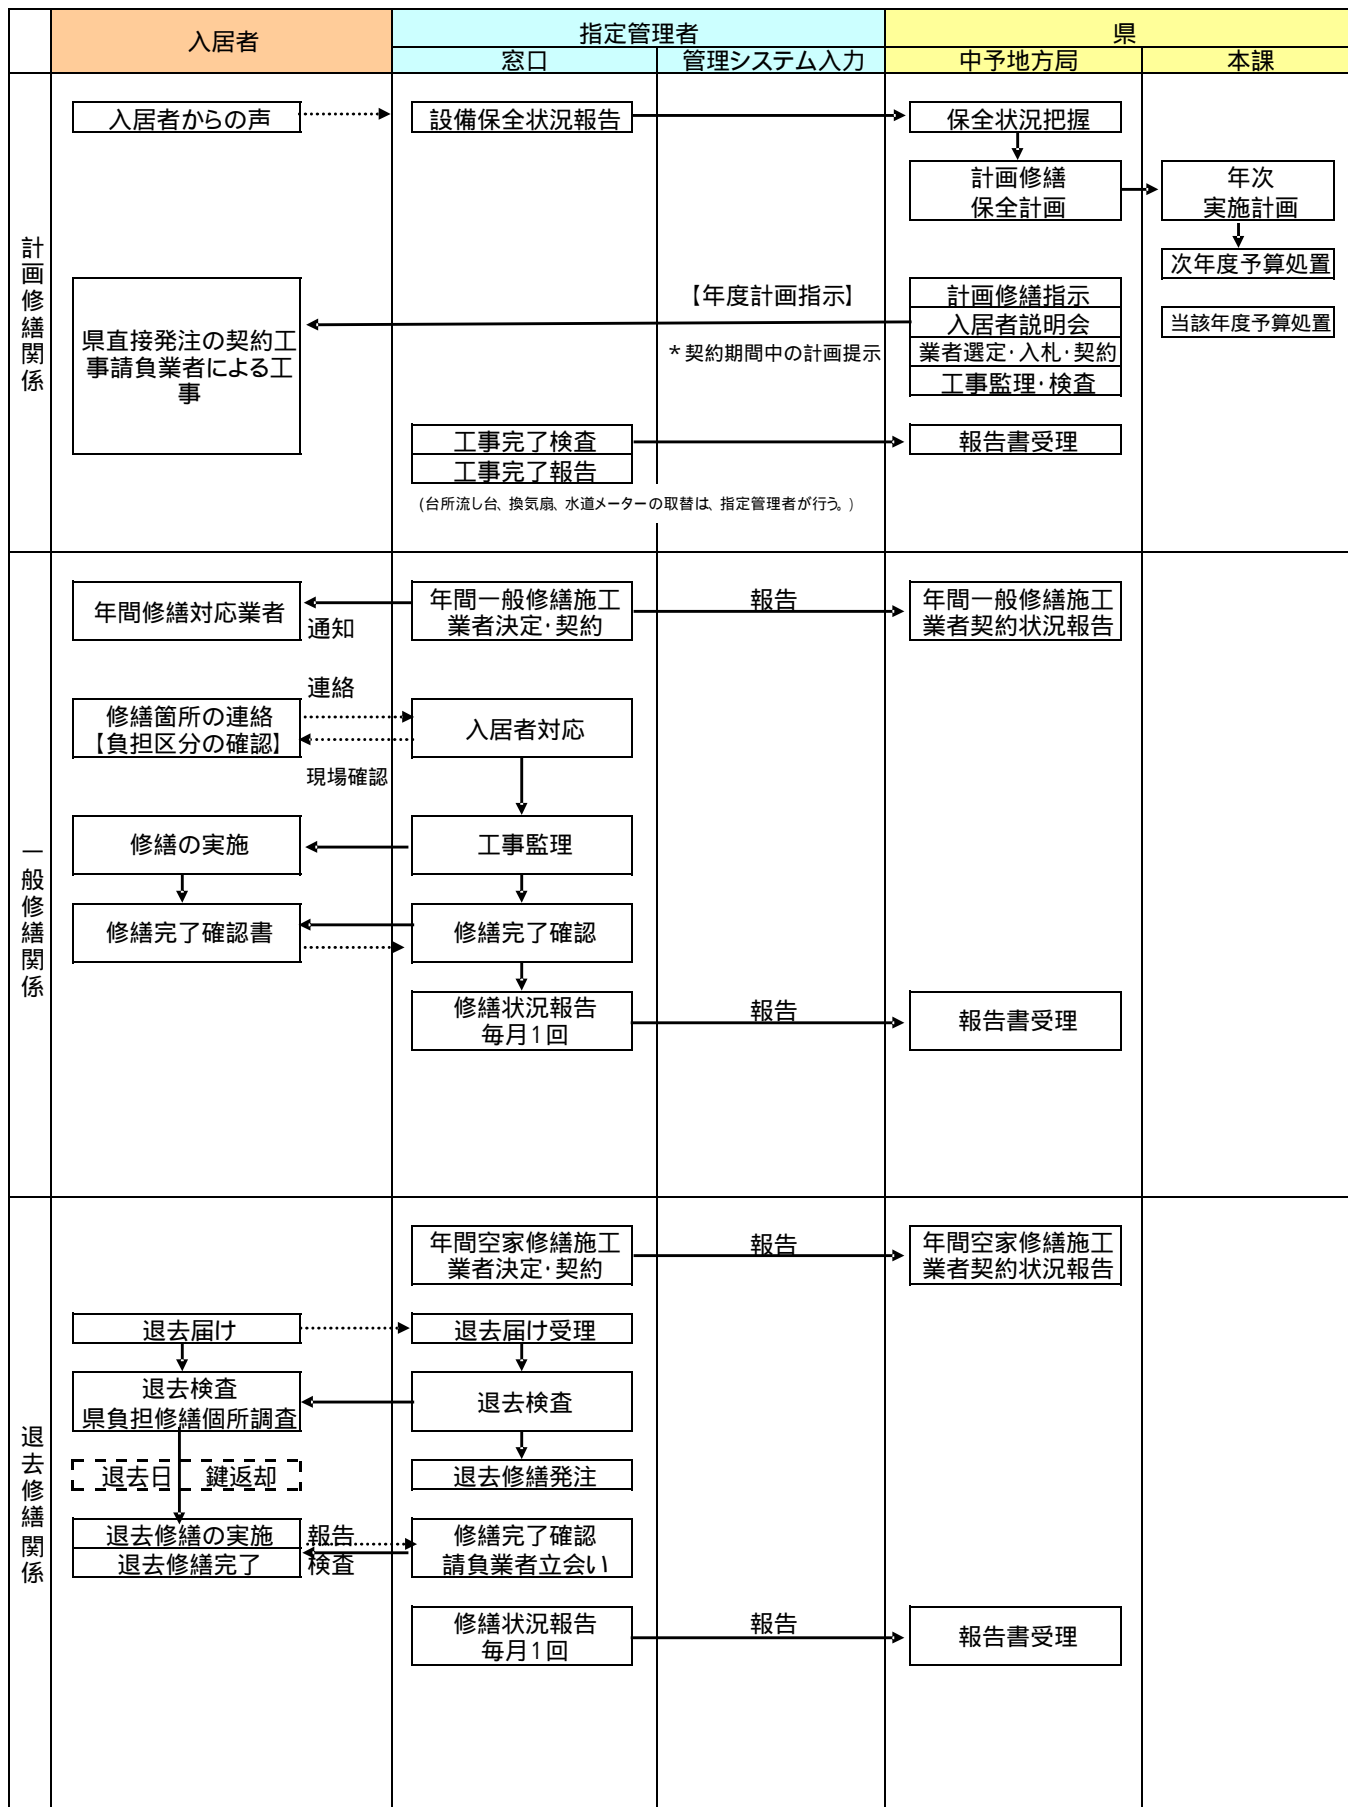 入居者
指定管理者
県
窓口
管理システム入力
中予地方局
本課
計画修繕関係
入居者からの声
設備保全状況報告
保全状況把握
計画修繕
保全計画
年次
実施計画
次年度予算処置
県直接発注の契約工
事請負業者による工
事
【年度計画指示】
*契約期間中の計画提示
計画修繕指示
入居者説明会
業者選定・入札・契約
工事監理・検査
当該年度予算処置
工事完了検査
工事完了報告
報告書受理
(台所流し台、換気扇、水道メーターの取替は、指定管理者が行う。)
一般修繕関係
年間修繕対応業者
通知
年間一般修繕施工
業者決定・契約
報告
年間一般修繕施工
業者契約状況報告
連絡
修繕箇所の連絡
【負担区分の確認】
入居者対応
現場確認
修繕の実施
工事監理
修繕完了確認書
修繕完了確認
修繕状況報告
毎月1回
報告
報告書受理
退去修繕関係
年間空家修繕施工
業者決定・契約
報告
年間空家修繕施工
業者契約状況報告
退去届け
退去届け受理
退去検査
県負担修繕個所調査
退去検査
退去日
鍵返却
退去修繕発注
退去修繕の実施
退去修繕完了
報告
検査
修繕完了確認
請負業者立会い
修繕状況報告
毎月1回
報告
報告書受理